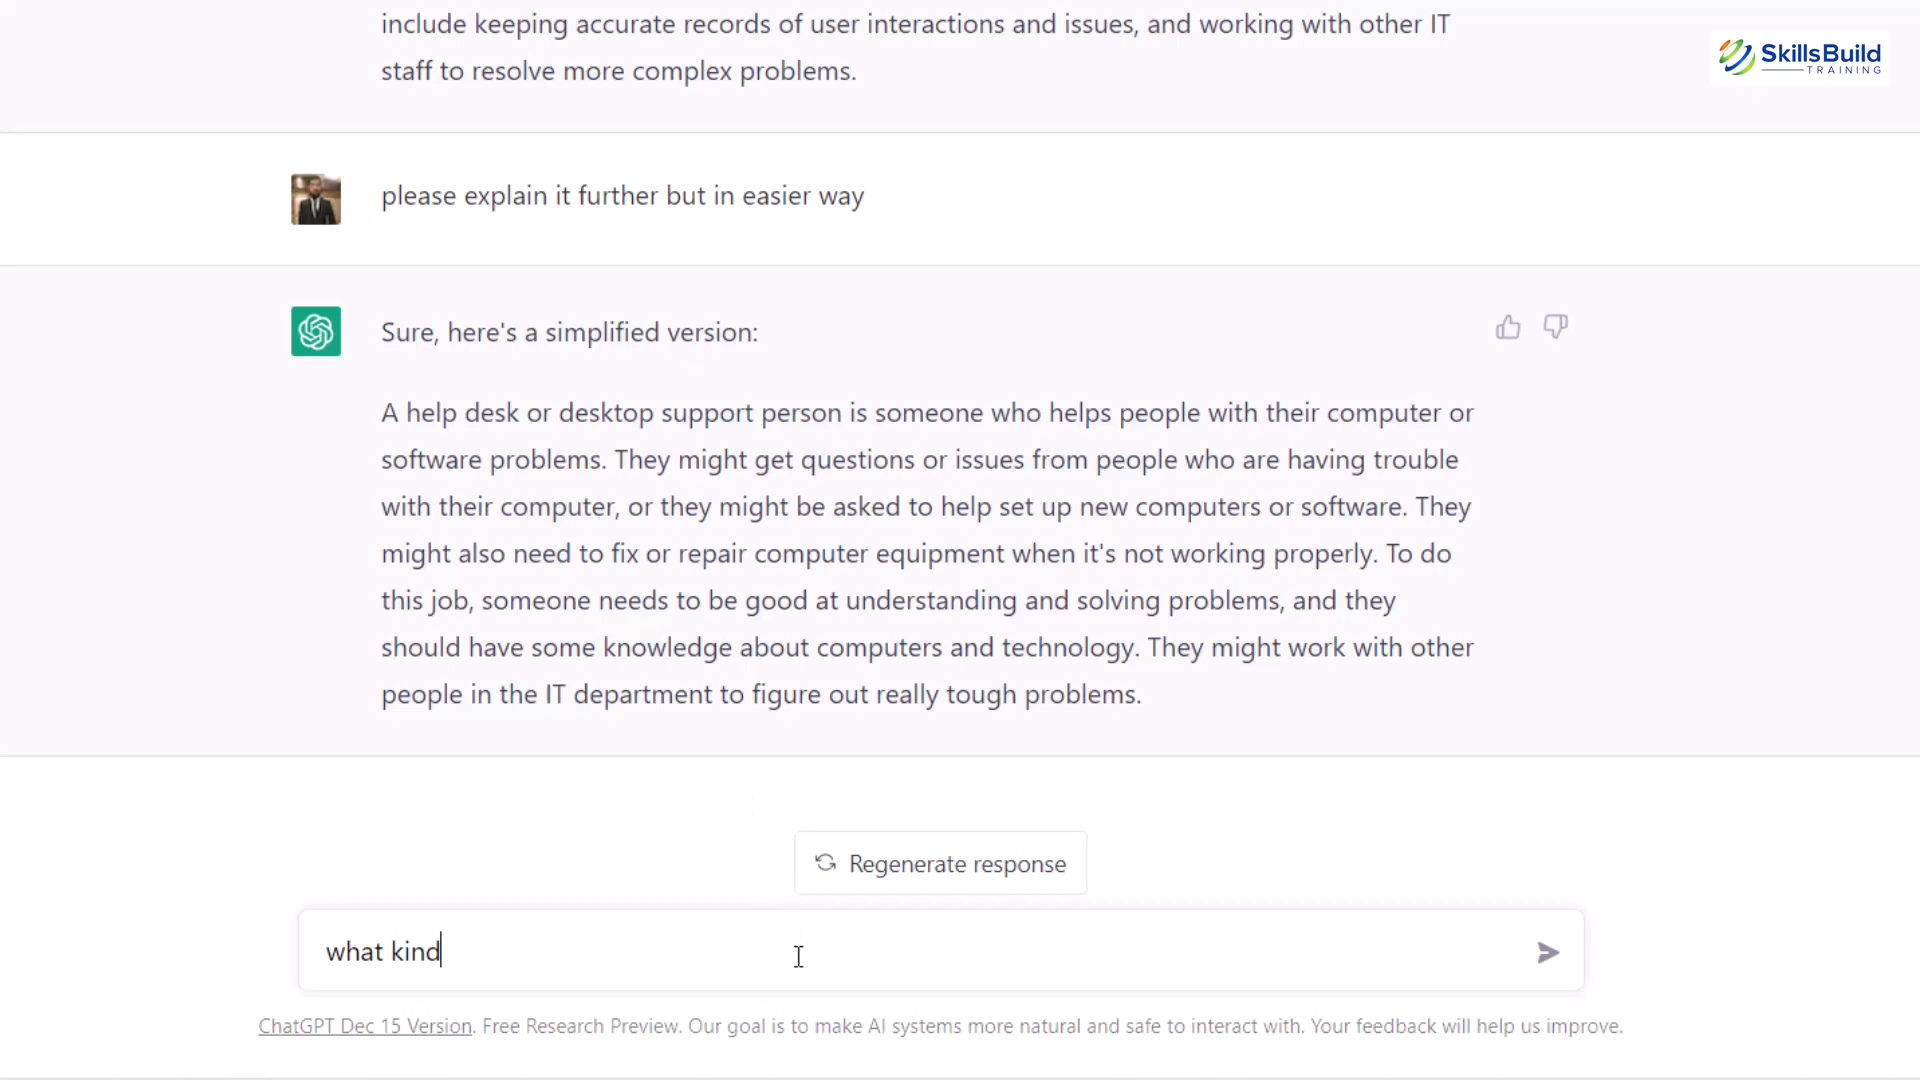 include keeping accurate records of user interactions and issues, and working with other IT
staff to resolve more complex problems.
SkillsBuild
TRAINING
please explain it further but in easier way
Sure, here's a simplified version:
A help desk or desktop support person is someone who helps people with their computer or
software problems. They might get questions or issues from people who are having trouble
with their computer, or they might be asked to help set up new computers or software. They
might also need to fix or repair computer equipment when it's not working properly. To do
this job, someone needs to be good at understanding and solving problems, and they
should have some knowledge about computers and technology. They might work with other
people in the IT department to figure out really tough problems.
Regenerate response
what kind
ChatGPT Dec 15 Version. Free Research Preview. Our goal is to make AI systems more natural and safe to interact with. Your feedback will help us improve.